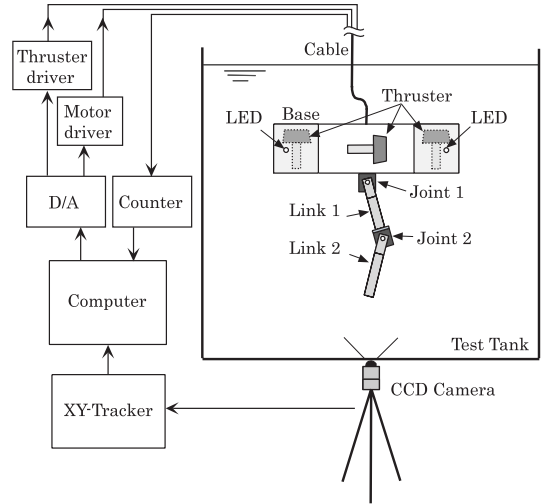 Cable
Thruster
driver
Motor
driver
Thruster
LED
Base
LED
D/A
Counter
Joint 1
Link 1
Joint 2
Link 2
Computer
Test Tank
CCD Camera
XY-Tracker